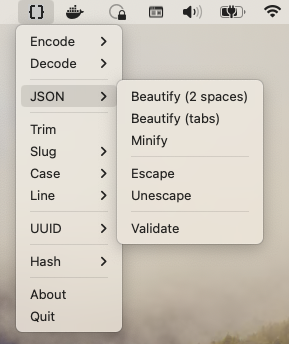 {}
Encode
Decode
JSON
Beautify (2 spaces)
Beautify (tabs)
Minify
Escape
Unescape
Validate
Trim
Slug
Case
Line
UUID
Hash
About
Quit